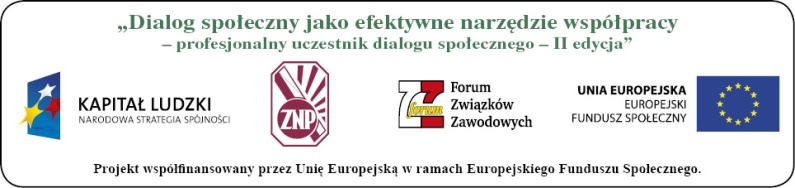 „Dialog społeczny jako efektywne narzędzie współpracy
– profesjonalny uczestnik dialogu społecznego – II edycja”
KAPITAŁ LUDZKI
NARODOWA STRATEGIA SPÓJNOŚCI
ZNP
forum
Forum
Związków
Zawodowych
UNIA EUROPEJSKA
EUROPEJSKI
FUNDUSZ SPOŁECZNY
Projekt współfinansowany przez Unię Europejską w ramach Europejskiego Funduszu Społecznego.